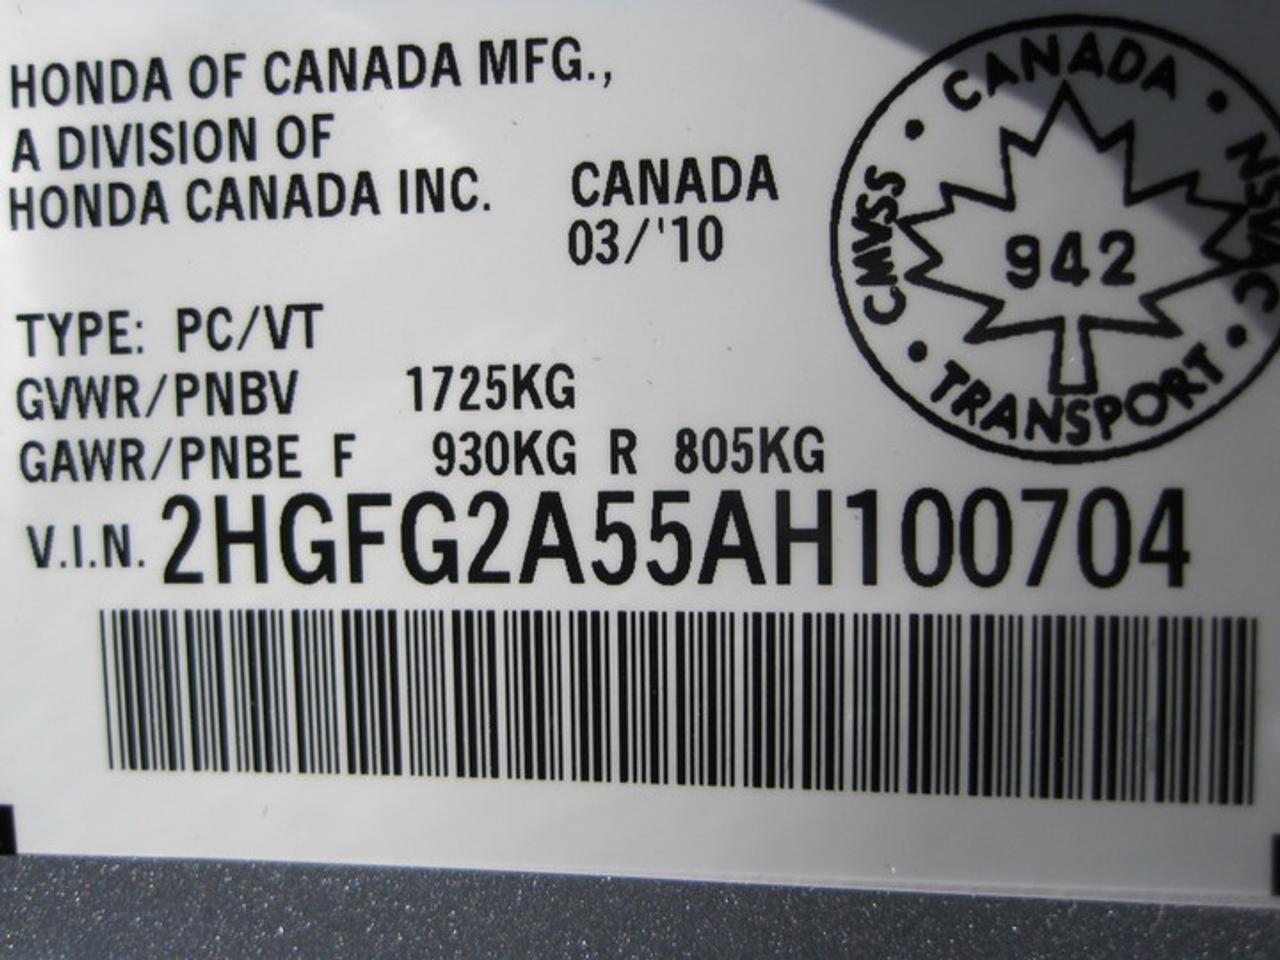 HONDA OF CANADA MFG.,
A DIVISION OF
HONDA CANADA INC. CANADA
03/'10
TYPE: PC/VT
GVWR/PNBV 1725KG
GAWR/PNBE F 930KG R 805KG
V.I.N. 2HGFG2A55AH100704
CANADA • NSVAC • TRANSPORT • CMVSS •
942